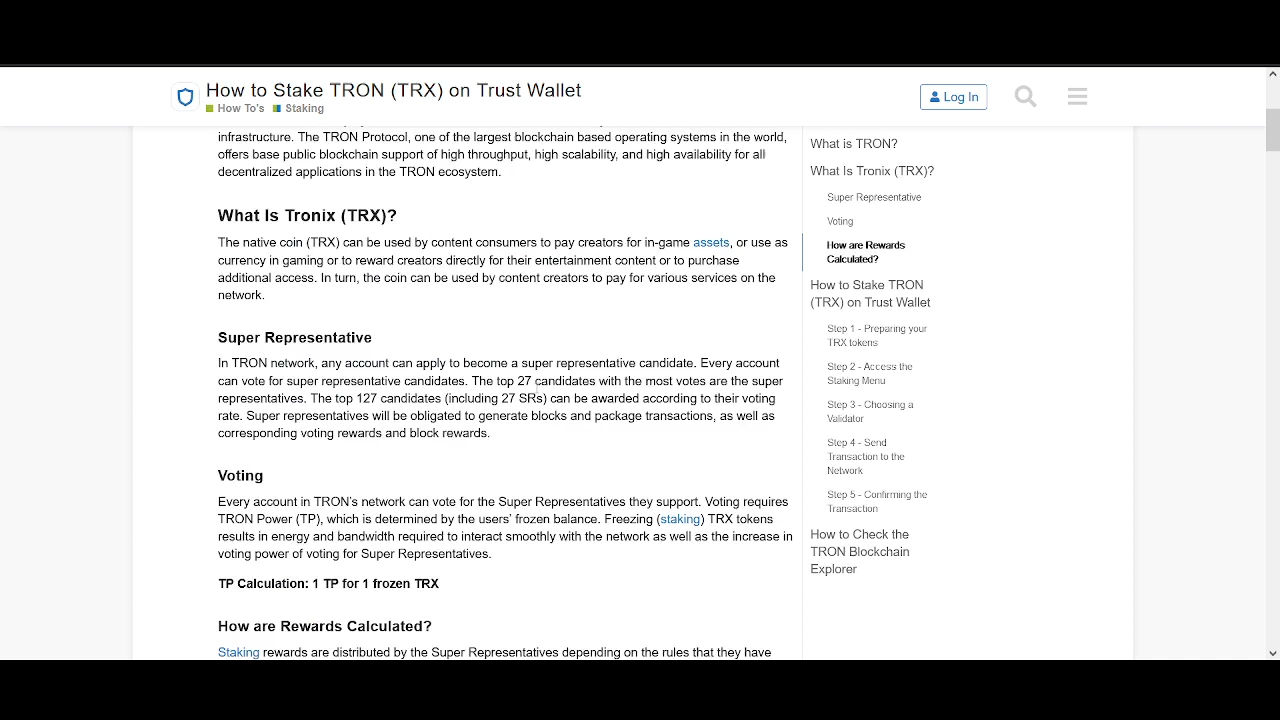 How to Stake TRON (TRX) on Trust Wallet
How To's Staking
Log In
infrastructure. The TRON Protocol, one of the largest blockchain based operating systems in the world,
offers base public blockchain support of high throughput, high scalability, and high availability for all
decentralized applications in the TRON ecosystem.
What Is Tronix (TRX)?
The native coin (TRX) can be used by content consumers to pay creators for in-game assets, or use as
currency in gaming or to reward creators directly for their entertainment content or to purchase
additional access. In turn, the coin can be used by content creators to pay for various services on the
network.
Super Representative
In TRON network, any account can apply to become a super representative candidate. Every account
can vote for super representative candidates. The top 27 candidates with the most votes are the super
representatives. The top 127 candidates (including 27 SRs) can be awarded according to their voting
rate. Super representatives will be obligated to generate blocks and package transactions, as well as
corresponding voting rewards and block rewards.
Voting
Every account in TRON's network can vote for the Super Representatives they support. Voting requires
TRON Power (TP), which is determined by the users' frozen balance. Freezing (staking) TRX tokens
results in energy and bandwidth required to interact smoothly with the network as well as the increase in
voting power of voting for Super Representatives.
TP Calculation: 1 TP for 1 frozen TRX
How are Rewards Calculated?
Staking rewards are distributed by the Super Representatives depending on the rules that they have
What is TRON?
What Is Tronix (TRX)?
Super Representative
Voting
How are Rewards
Calculated?
How to Stake TRON
(TRX) on Trust Wallet
Step 1 - Preparing your
TRX tokens
Step 2 - Access the
Staking Menu
Step 3 - Choosing a
Validator
Step 4 - Send
Transaction to the
Network
Step 5 - Confirming the
Transaction
How to Check the
TRON Blockchain
Explorer